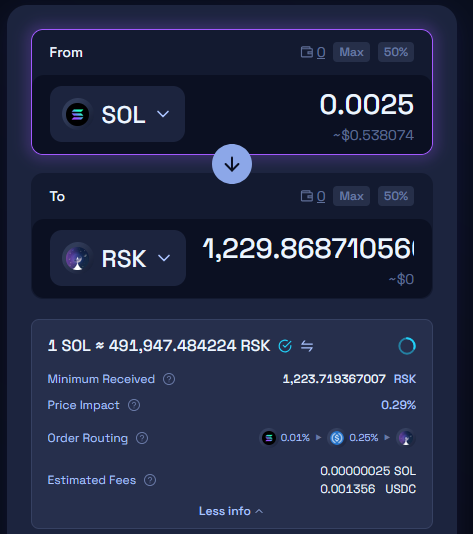 From 0 Max 50%
SOL 0.0025
~$0.538074
To 0 Max 50%
RSK 1,229.86871056
~$0
1 SOL ≈ 491,947.484224 RSK
Minimum Received ? 1,223.719367007 RSK
Price Impact ? 0.29%
Order Routing ? 0.01% 0.25%
Estimated Fees ? 0.00000025 SOL
0.001356 USDC
Less info